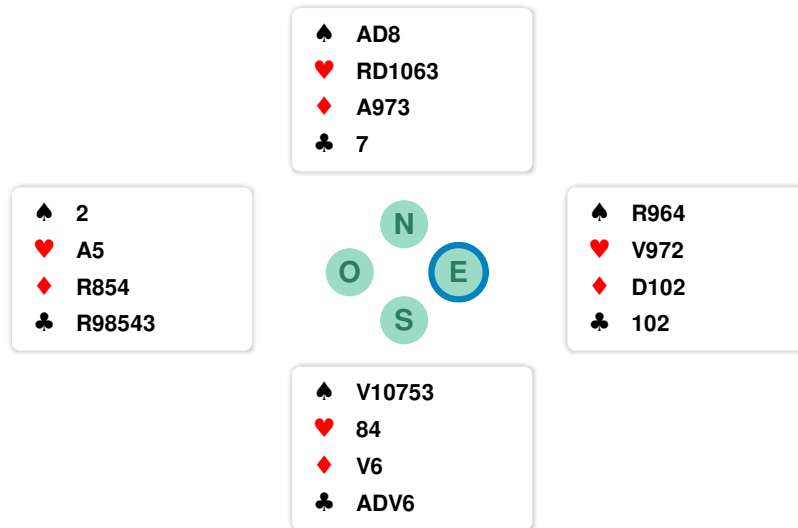 ♠ AD8
♥ RD1063
♦ A973
♣ 7
♠ 2
♥ A5
♦ R854
♣ R98543
N
O E
S
♠ R964
♥ V972
♦ D102
♣ 102
♠ V10753
♥ 84
♦ V6
♣ ADV6